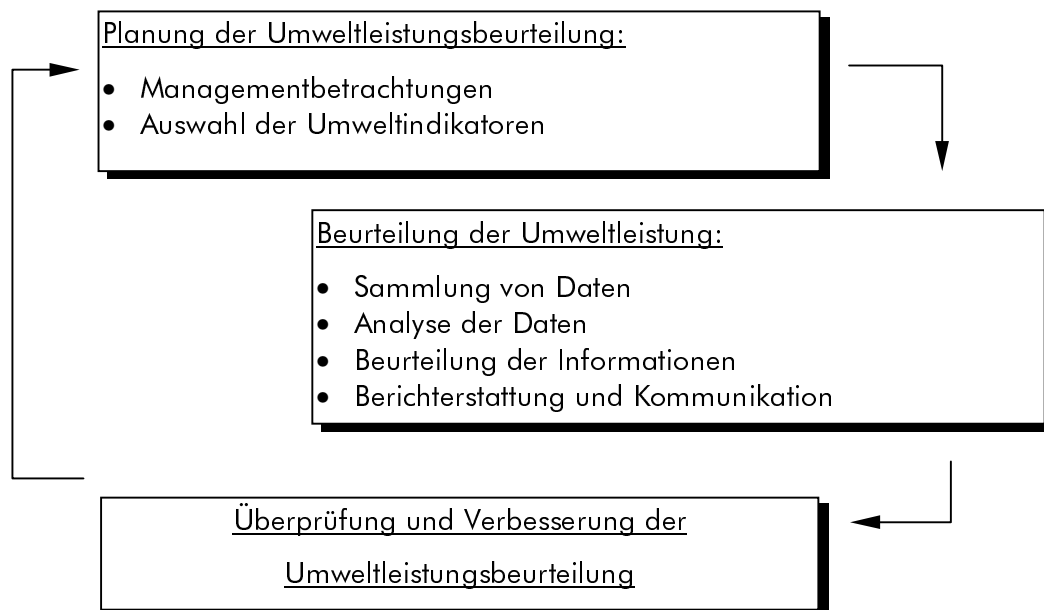 Planung der Umweltleistungsbeurteilung:
• Managementbetrachtungen
• Auswahl der Umweltindikatoren
Beurteilung der Umweltleistung:
• Sammlung von Daten
• Analyse der Daten
• Beurteilung der Informationen
• Berichterstattung und Kommunikation
Überprüfung und Verbesserung der
Umweltleistungsbeurteilung